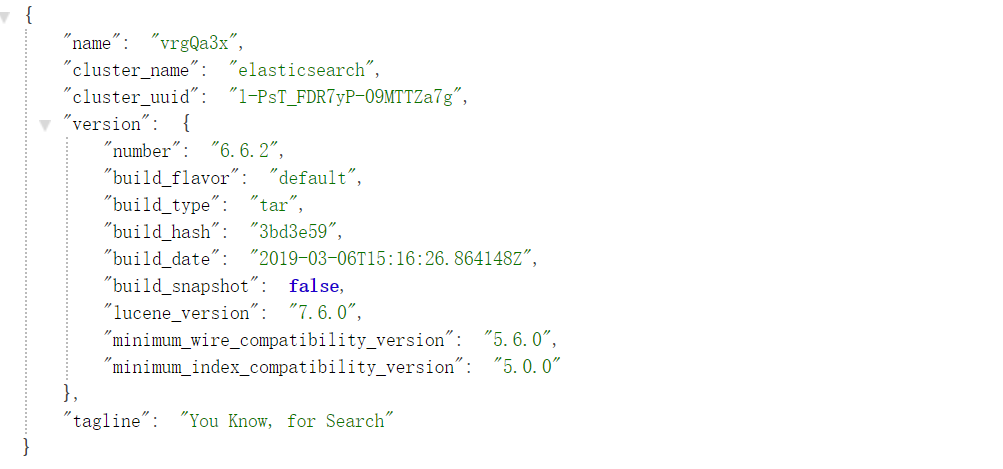 {
"name": "vrgQa3x",
"cluster_name": "elasticsearch",
"cluster_uuid": "l-PsT_FDR7yP-O9MTTZa7g",
"version": {
"number": "6.6.2",
"build_flavor": "default",
"build_type": "tar",
"build_hash": "3bd3e59",
"build_date": "2019-03-06T15:16:26.864148Z",
"build_snapshot": false,
"lucene_version": "7.6.0",
"minimum_wire_compatibility_version": "5.6.0",
"minimum_index_compatibility_version": "5.0.0"
},
"tagline": "You Know, for Search"
}